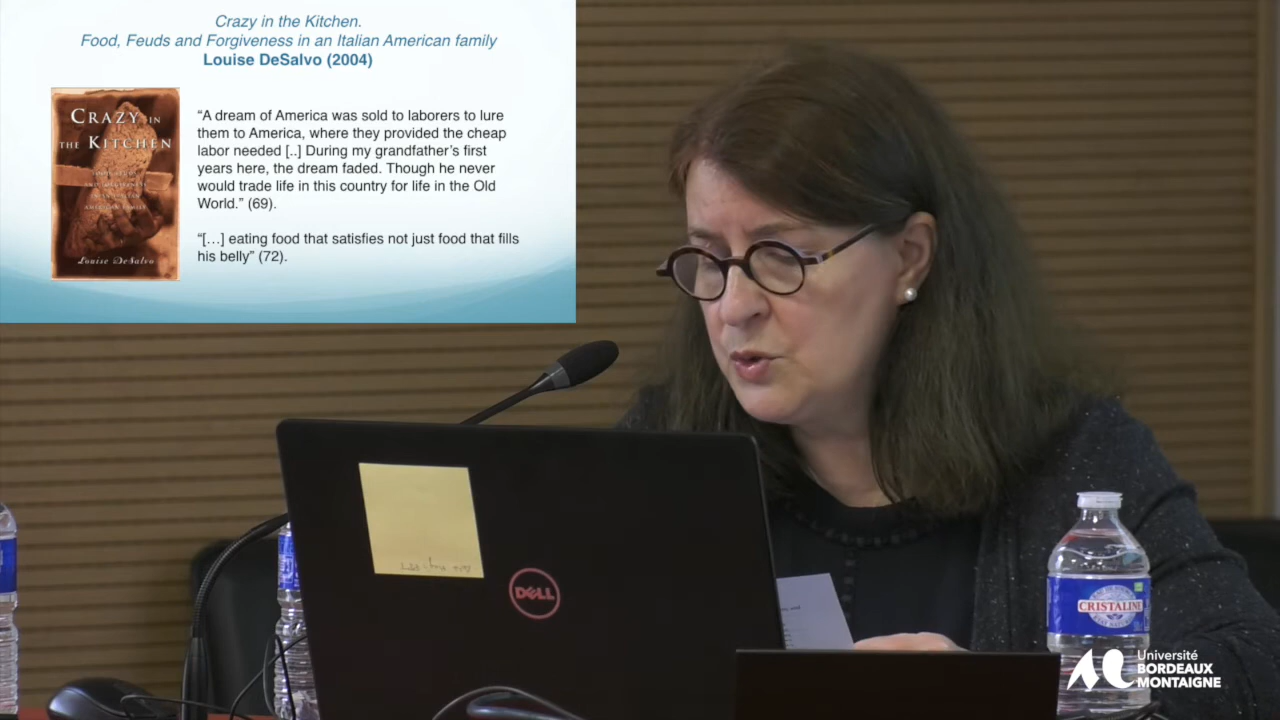 Crazy in the Kitchen.
Food, Feuds and Forgiveness in an Italian American family
Louise DeSalvo (2004)
CRAZY IN
THE KITCHEN
Louise DeSalvo
“A dream of America was sold to laborers to lure
them to America, where they provided the cheap
labor needed [..] During my grandfather’s first
years here, the dream faded. Though he never
would trade life in this country for life in the Old
World.” (69).
“[…] eating food that satisfies not just food that fills
his belly” (72).
DELL
CRISTALINE
Université
BORDEAUX
MONTAIGNE